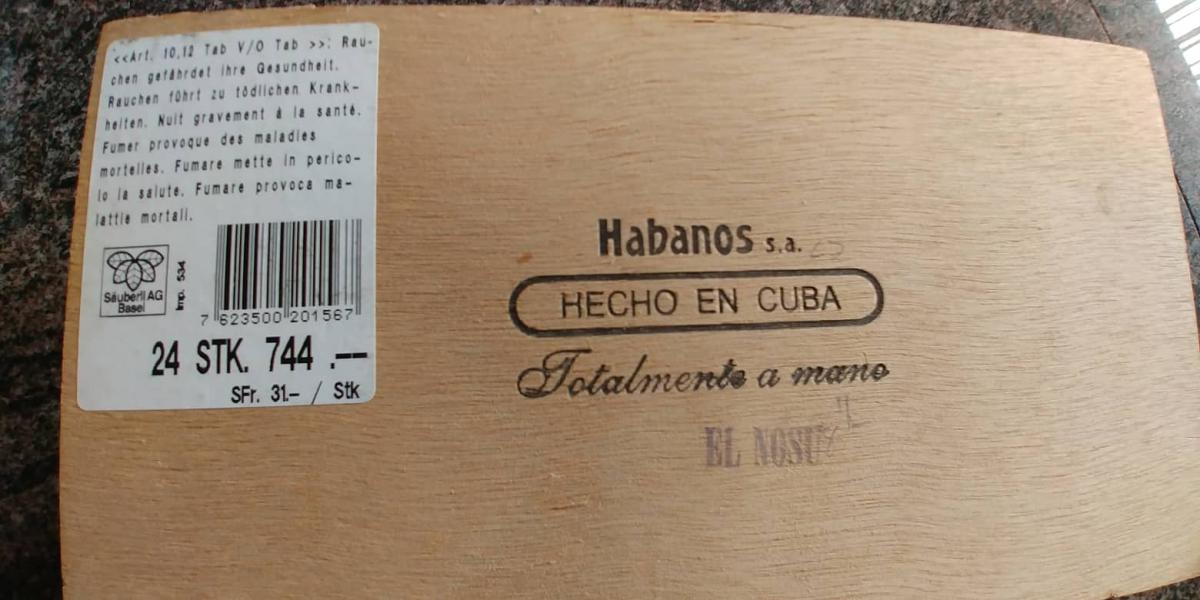 <<Art. 10,12 Tab V/O Tab >>: Rau-
chen gefährdet ihre Gesundheit.
Rauchen führt zu tödlichen Krank-
heiten. Nuit gravement à la santé.
Fumer provoque des maladies
mortelles. Fumare mette in perico-
lo la salute. Fumare provoca ma-
lattie mortali.
Säuberli AG
Basel
Imp. 534
7 623500 201567
24 STK. 744 .--
SFr. 31.– / Stk
Habanos s.a.
HECHO EN CUBA
Totalmente a mano
EL NOSU